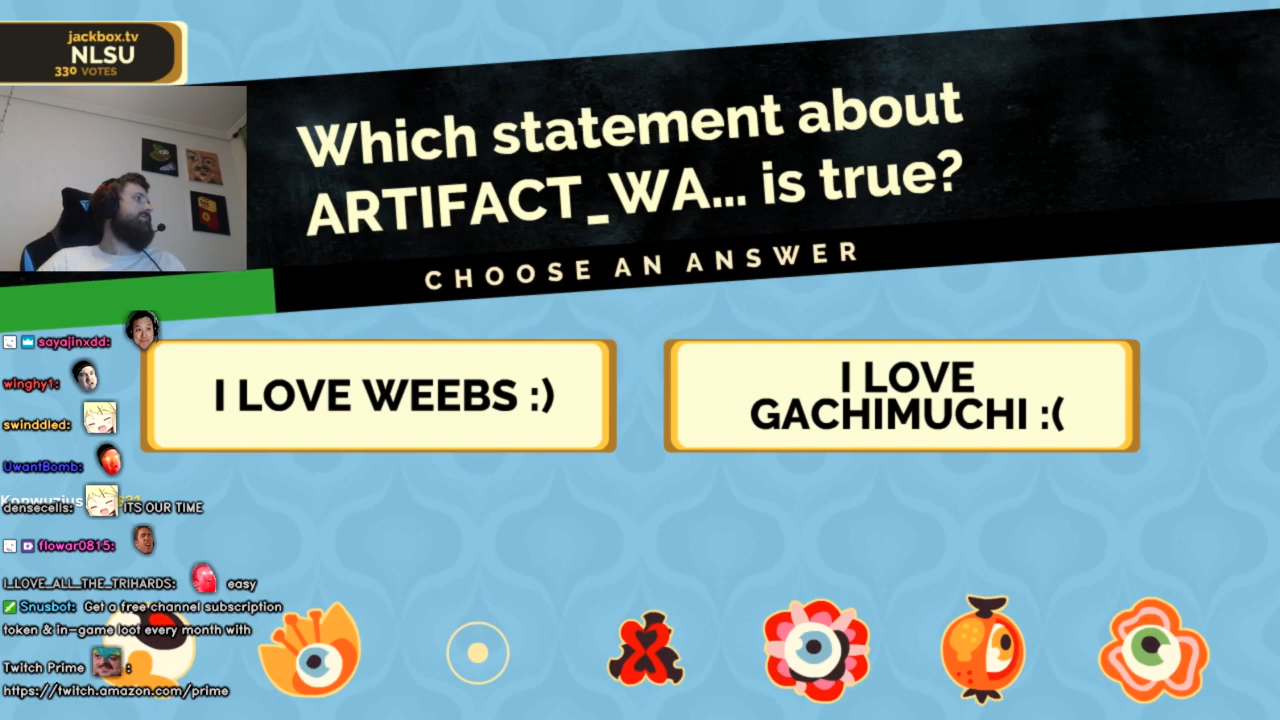 jackbox.tv
NLSU
330 VOTES
Which statement about
ARTIFACT_WA... is true?
CHOOSE AN ANSWER
I LOVE WEEBS :)
I LOVE
GACHIMUCHI :(
sayajinxdd:
winghy1:
swinddled:
UwantBomb:
Konwuzius
densecells: ITS OUR TIME
flowar0815:
I_LOVE_ALL_THE_TRIHARDS: easy
Snusbot: Get a free channel subscription
token & in-game loot every month with
Twitch Prime :
https://twitch.amazon.com/prime